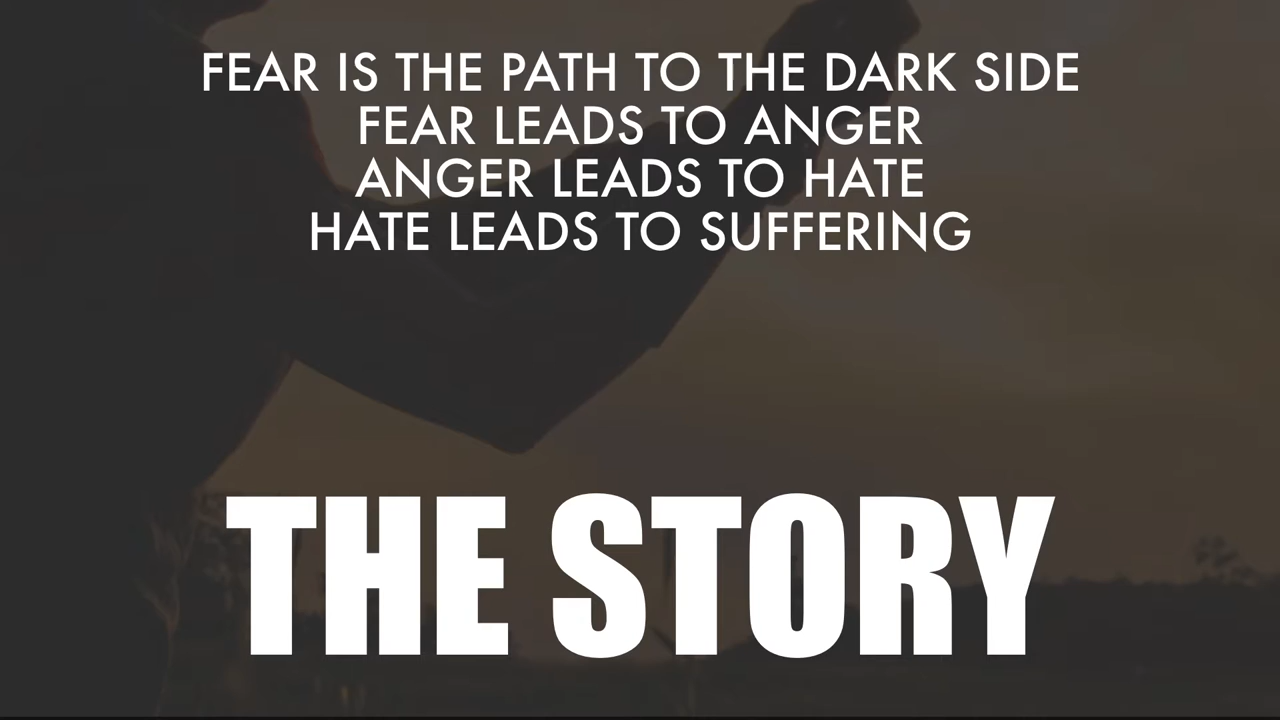 FEAR IS THE PATH TO THE DARK SIDE
FEAR LEADS TO ANGER
ANGER LEADS TO HATE
HATE LEADS TO SUFFERING
THE STORY